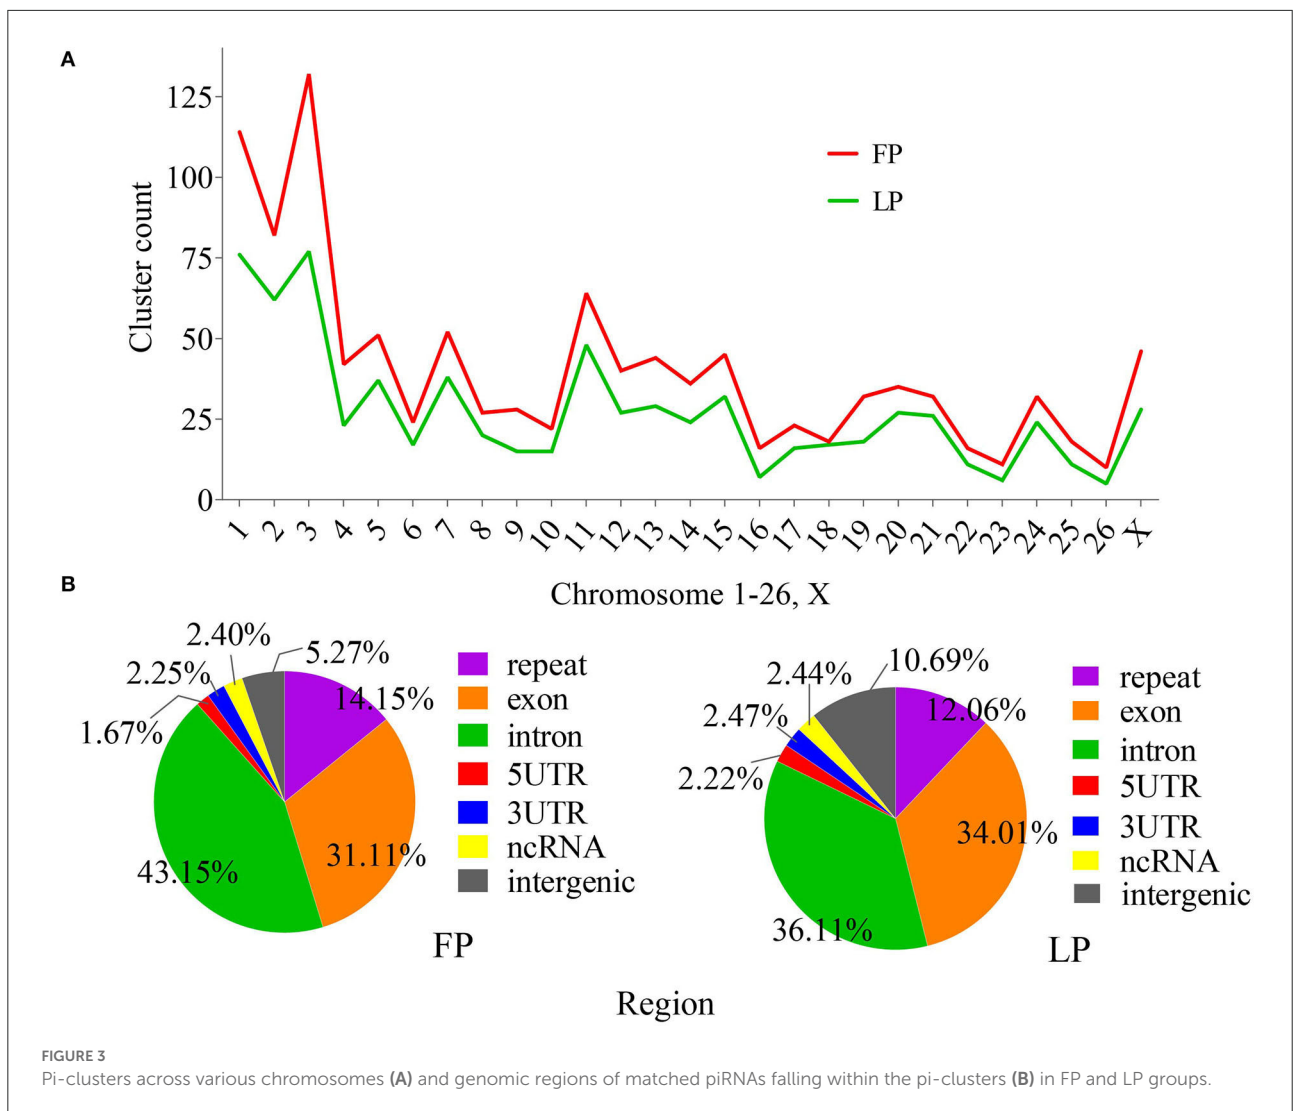 A
125
100
75
50
25
0
Cluster count
FP
LP
1 2 3 4 5 6 7 8 9 10 11 12 13 14 15 16 17 18 19 20 21 22 23 24 25 26 X
Chromosome 1-26, X
B
2.40%
5.27%
2.25%
14.15%
1.67%
31.11%
43.15%
repeat
exon
intron
5UTR
3UTR
ncRNA
intergenic
FP
2.44%
10.69%
2.47%
12.06%
2.22%
34.01%
36.11%
repeat
exon
intron
5UTR
3UTR
ncRNA
intergenic
LP
Region
FIGURE 3
Pi-clusters across various chromosomes (A) and genomic regions of matched piRNAs falling within the pi-clusters (B) in FP and LP groups.